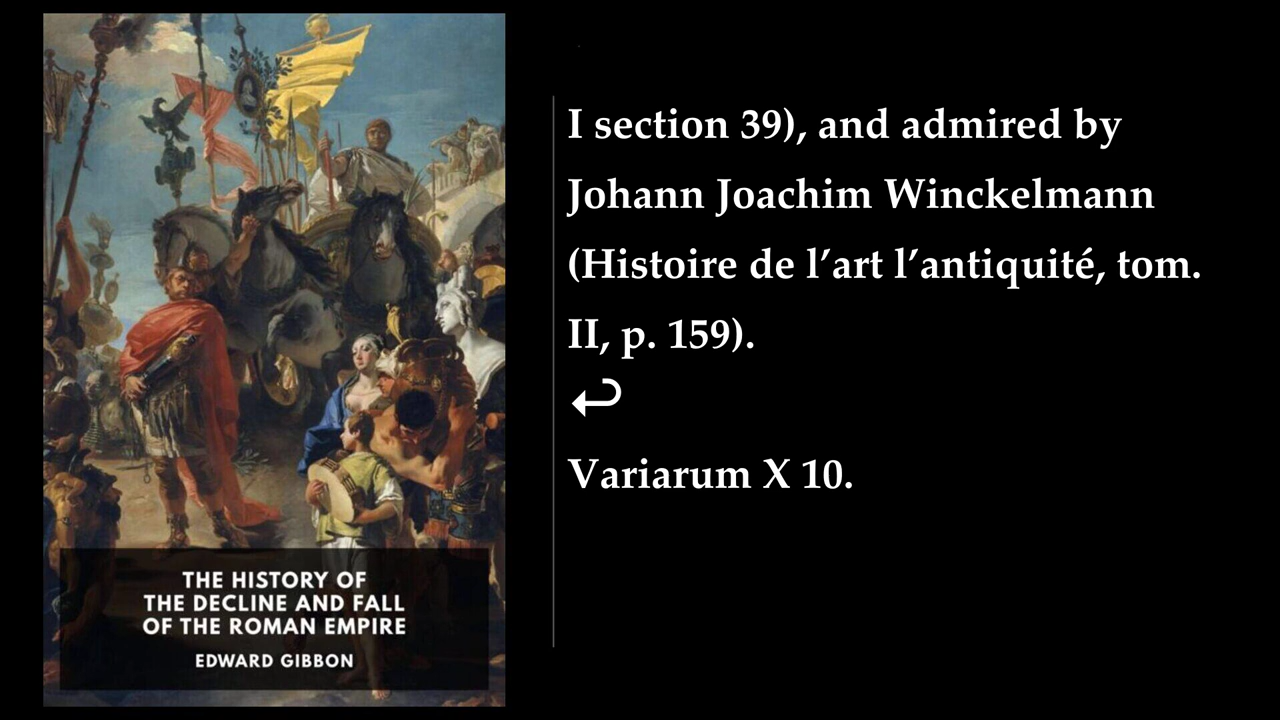 THE HISTORY OF
THE DECLINE AND FALL
OF THE ROMAN EMPIRE
EDWARD GIBBON
I section 39), and admired by
Johann Joachim Winckelmann
(Histoire de l’art l’antiquité, tom.
II, p. 159).
↩
Variarum X 10.